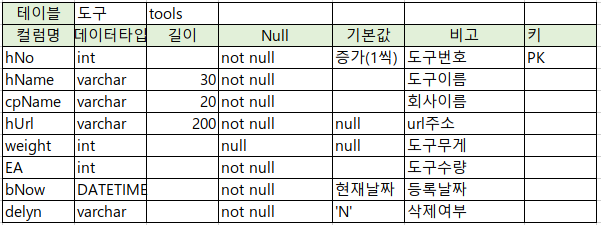 테이블 도구 tools
컬럼명 데이터타입 길이 Null 기본값 비고 키
hNo int not null 증가(1씩) 도구번호 PK
hName varchar 30 not null 도구이름
cpName varchar 20 not null 회사이름
hUrl varchar 200 not null null url주소
weight int null null 도구무게
EA int not null 도구수량
bNow DATETIME not null 현재날짜 등록날짜
delyn varchar not null 'N' 삭제여부